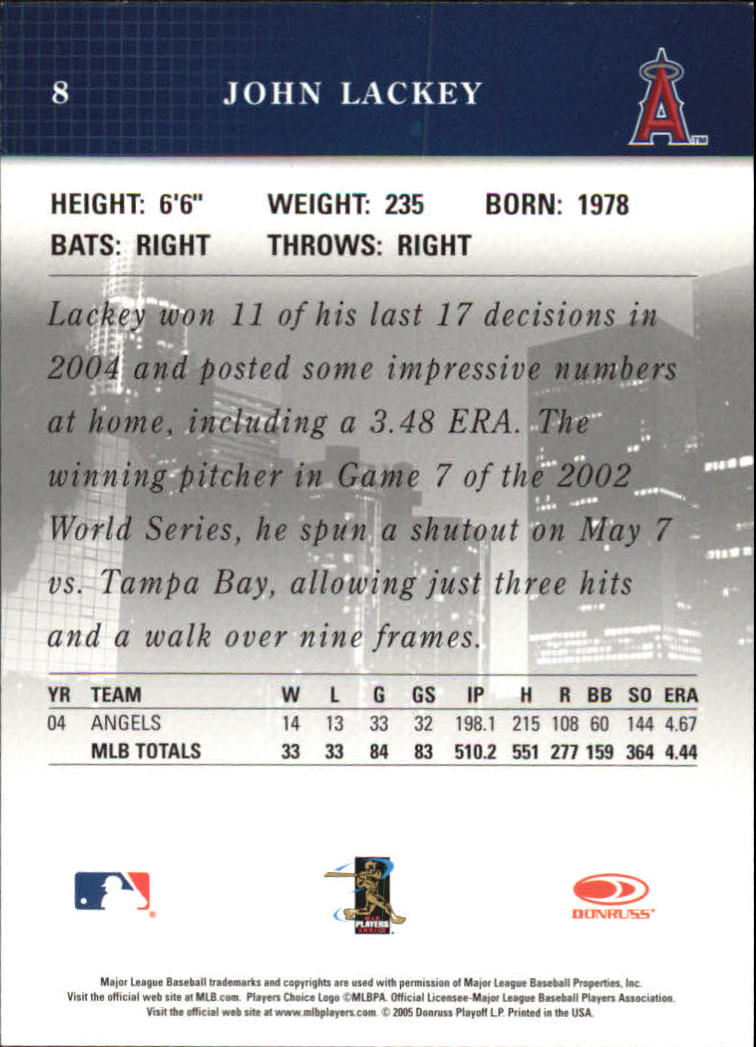 8 JOHN LACKEY
A TM
HEIGHT: 6'6" WEIGHT: 235 BORN: 1978
BATS: RIGHT THROWS: RIGHT
Lackey won 11 of his last 17 decisions in
2004 and posted some impressive numbers
at home, including a 3.48 ERA. The
winning pitcher in Game 7 of the 2002
World Series, he spun a shutout on May 7
vs. Tampa Bay, allowing just three hits
and a walk over nine frames.
YR TEAM W L G GS IP H R BB SO ERA
04 ANGELS 14 13 33 32 198.1 215 108 60 144 4.67
MLB TOTALS 33 33 84 83 510.2 551 277 159 364 4.44
MLB
PLAYERS
CHOICE
DONRUSS
Major League Baseball trademarks and copyrights are used with permission of Major League Baseball Properties, Inc.
Visit the official web site at MLB.com. Players Choice Logo ©MLBPA. Official Licensee-Major League Baseball Players Association.
Visit the official web site at www.mlbplayers.com. © 2005 Donruss Playoff L.P. Printed in the USA.